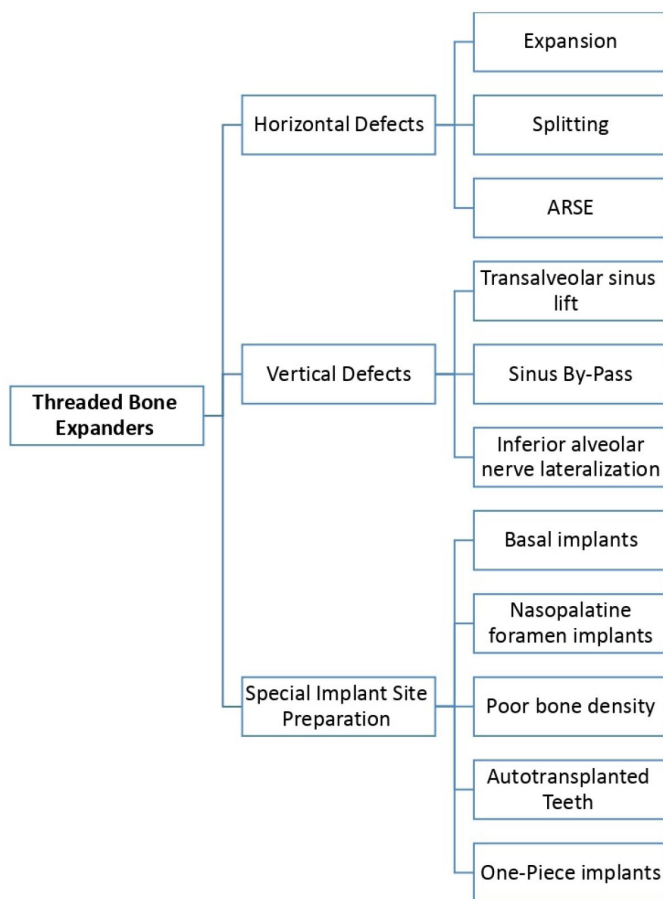 Expansion
Horizontal Defects
Splitting
ARSE
Transalveolar sinus
lift
Threaded Bone
Expanders
Vertical Defects
Sinus By-Pass
Inferior alveolar
nerve lateralization
Basal implants
Nasopalatine
foramen implants
Special Implant Site
Preparation
Poor bone density
Autotransplanted
Teeth
One-Piece implants